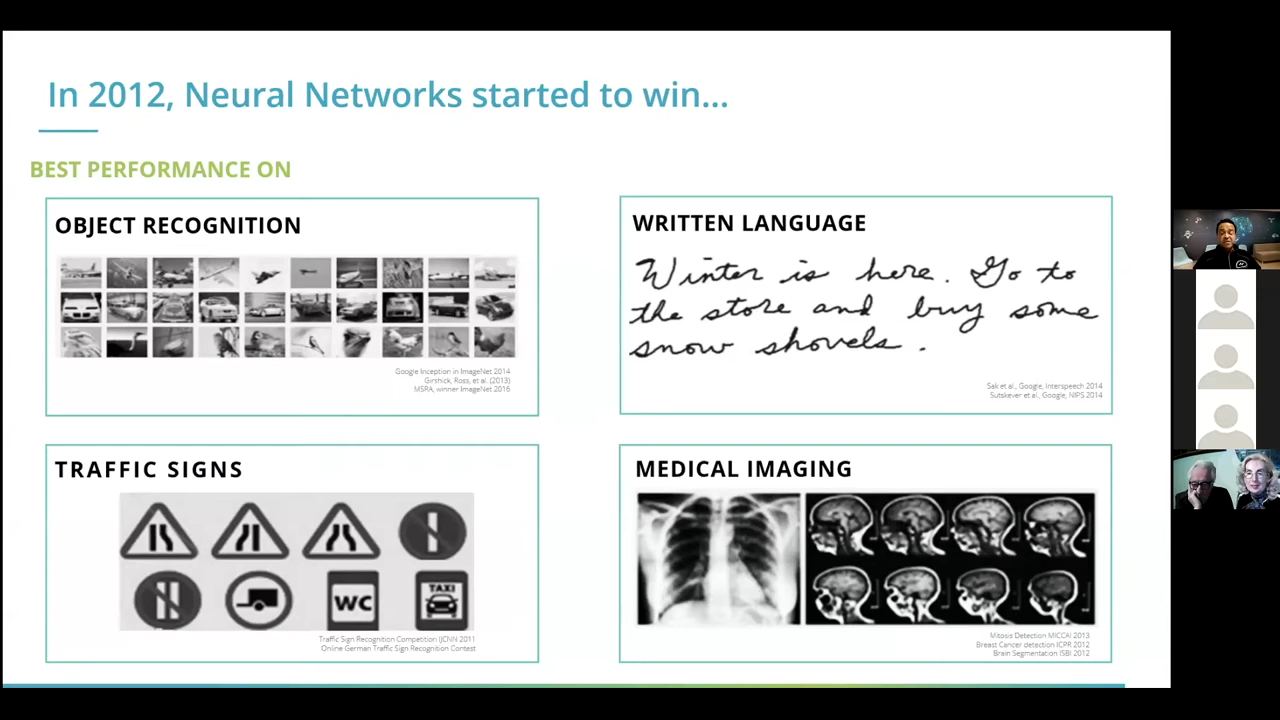 In 2012, Neural Networks started to win...
BEST PERFORMANCE ON
OBJECT RECOGNITION
Google Inception in ImageNet 2014
Girshick, Ross, et al. (2013)
MSRA, winner ImageNet 2016
WRITTEN LANGUAGE
Winter is here. Go to
the store and buy some
snow shovels.
Sak et al., Google, Interspeech 2014
Sutskever et al., Google, NIPS 2014
TRAFFIC SIGNS
WC
TAXI
Traffic Sign Recognition Competition IJCNN 2011
Online German Traffic Sign Recognition Contest
MEDICAL IMAGING
Mitosis Detection MICCAI 2013
Breast Cancer detection ICPR 2012
Brain Segmentation ISBI 2012